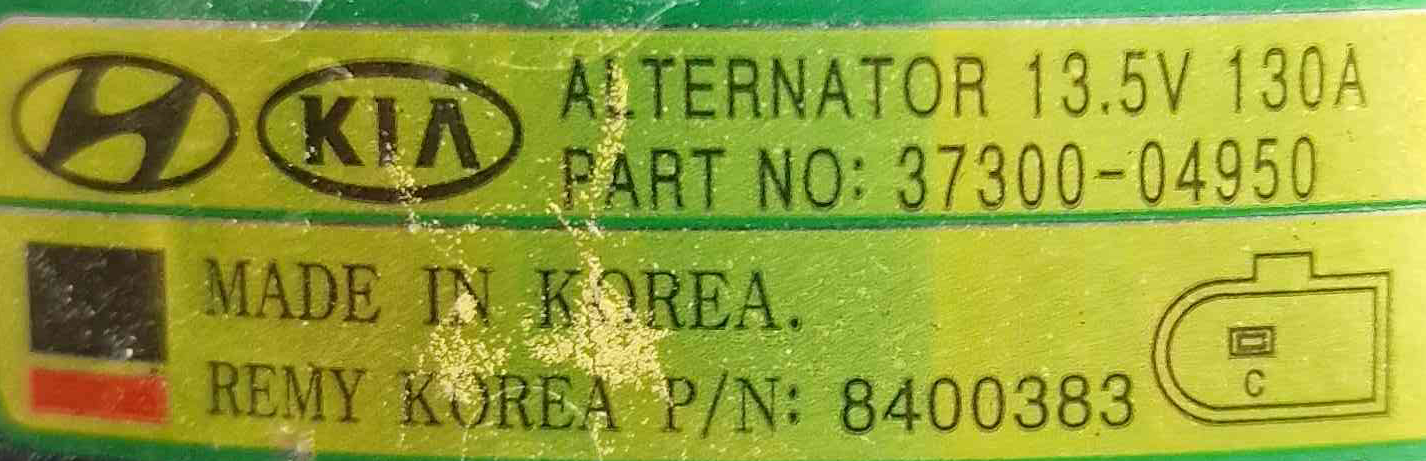 KIA
ALTERNATOR 13.5V 130A
PART NO: 37300-04950
MADE IN KOREA.
REMY KOREA P/N: 8400383
C